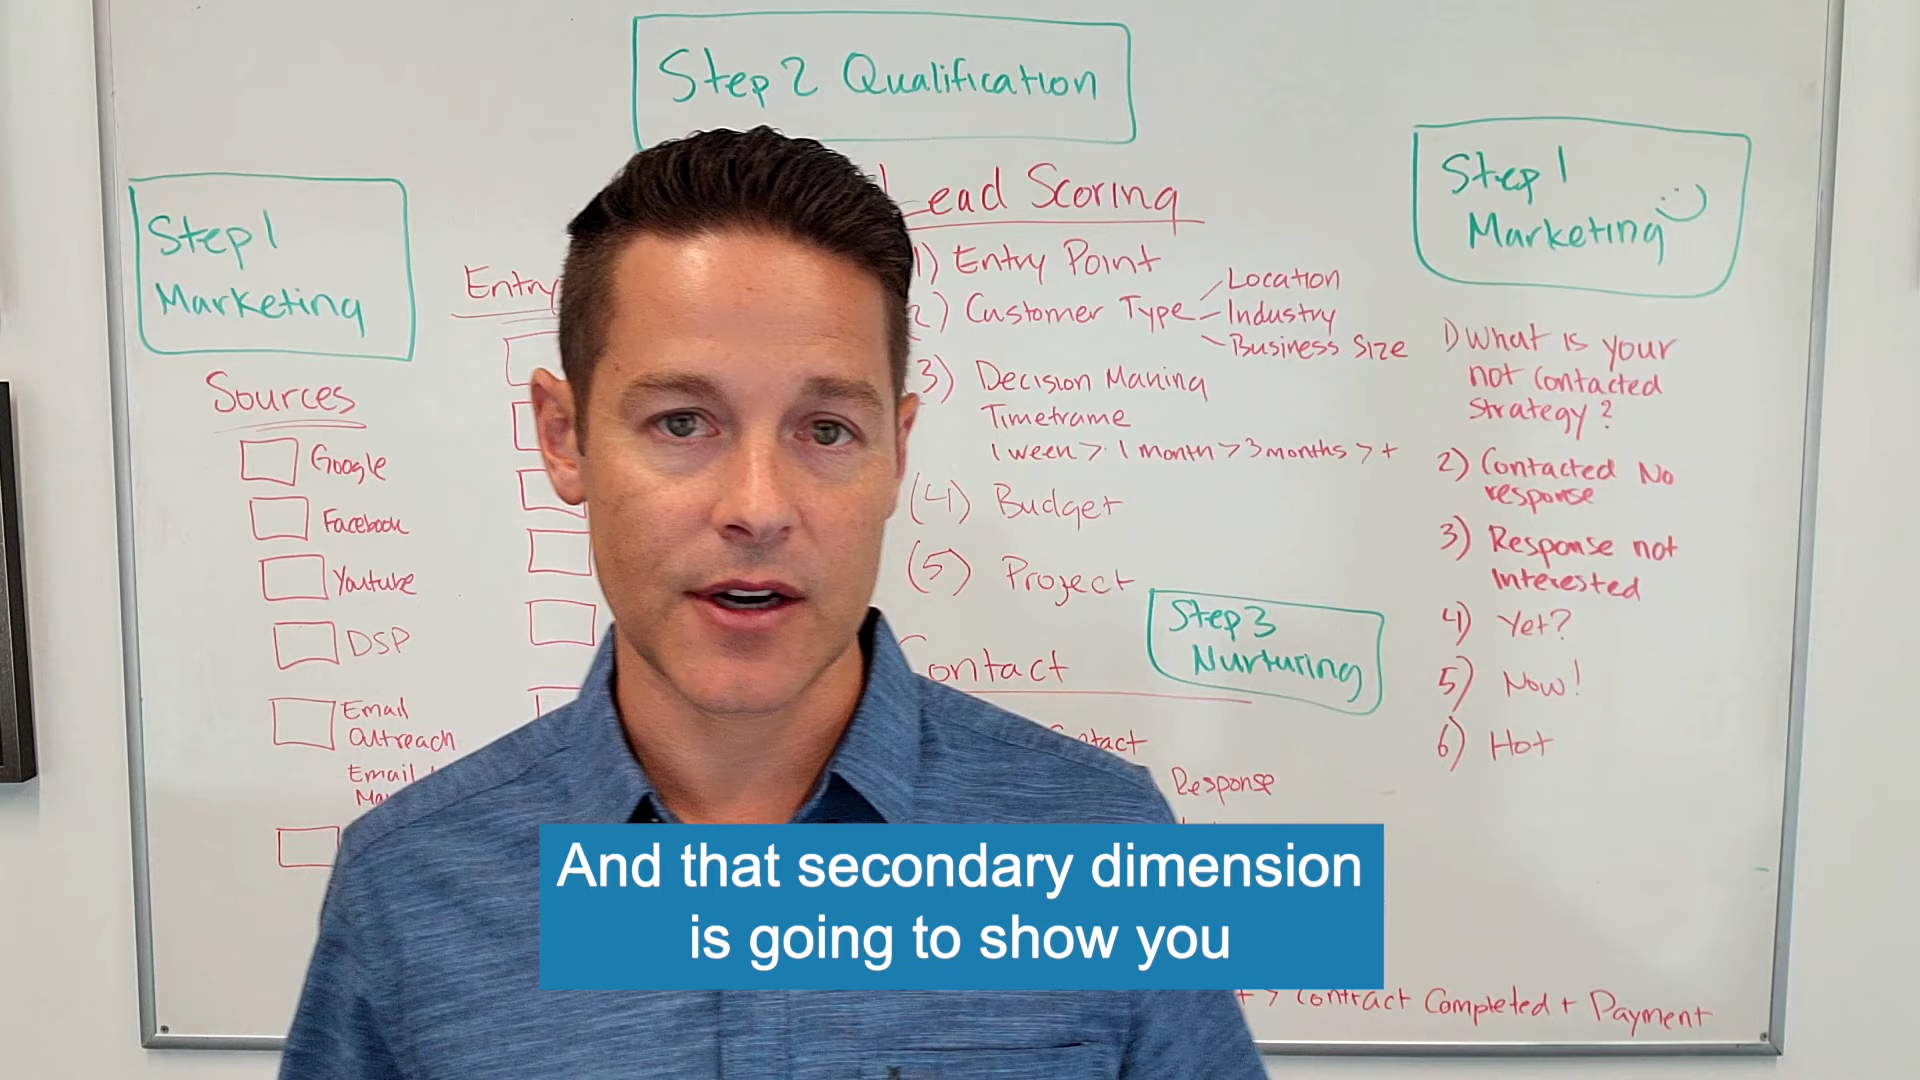 Step 2 Qualification
Step 1
Marketing
Sources
Google
Facebook
Youtube
DSP
Email
Outreach
Email
Entry
Lead Scoring
1) Entry Point
2) Customer Type
Location
Industry
Business Size
3) Decision Making
Timeframe
1 week > 1 month > 3 months > +
(4) Budget
(5) Project
Contact
Response
Step 3
Nurturing
Step 1
Marketing
1) What is your
not contacted
strategy?
2) Contacted No
response
3) Response not
interested
4) Yet?
5) Now!
6) Hot
> Contract Completed + Payment
And that secondary dimension
is going to show you